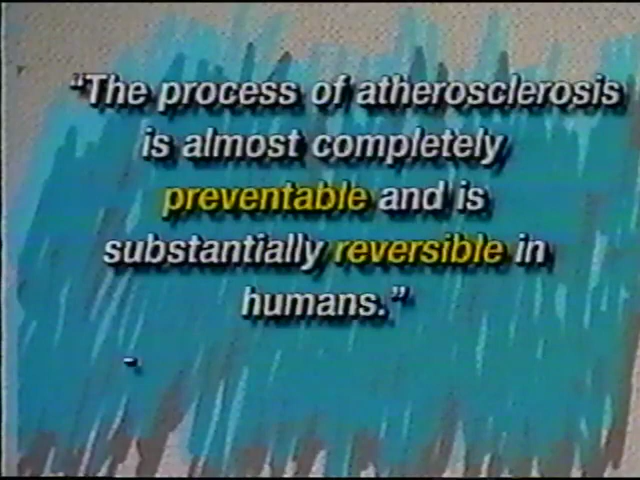 “The process of atherosclerosis
is almost completely
preventable and is
substantially reversible in
humans.”